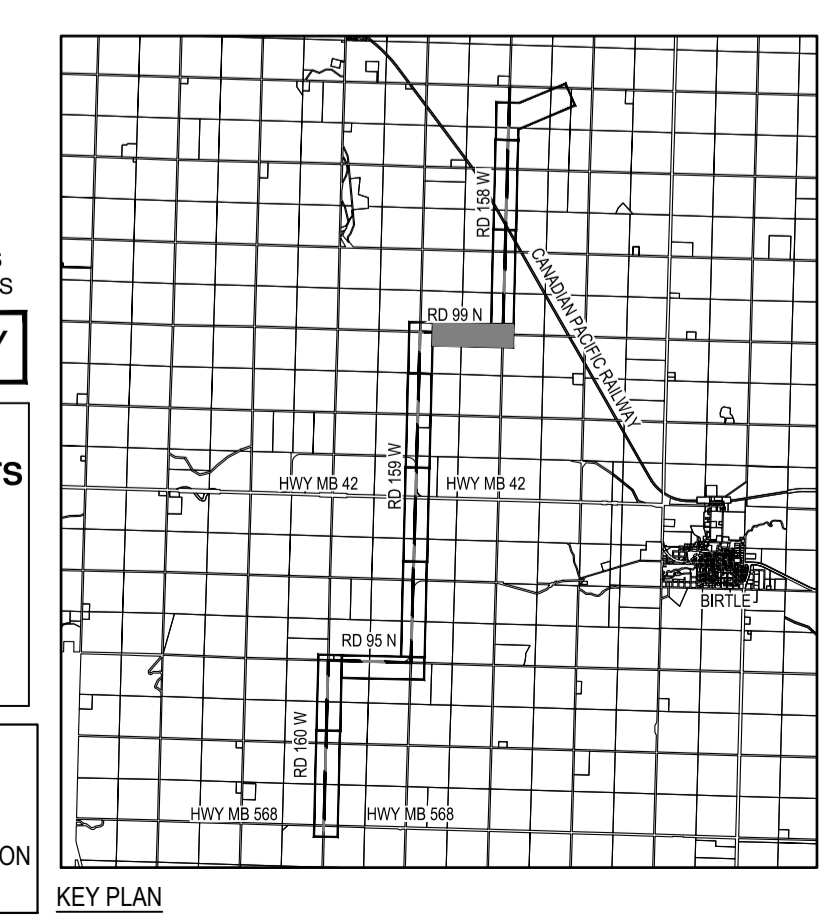 RD 158 W
CANADIAN PACIFIC RAILWAY
RD 99 N
S
S
Y
TS
RD 159 W
HWY MB 42
HWY MB 42
BIRTLE
RD 95 N
RD 160 W
HWY MB 568
HWY MB 568
ON
KEY PLAN